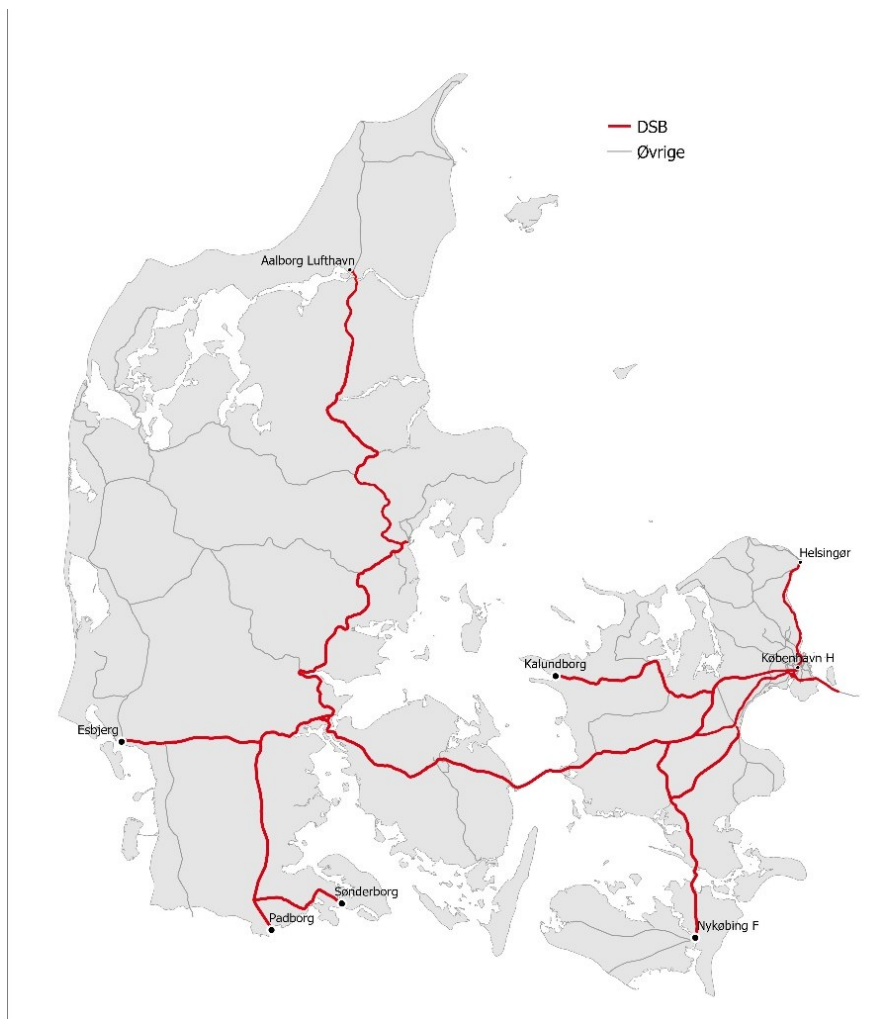 DSB
Øvrige
Aalborg Lufthavn
Helsingør
København H
Kalundborg
Esbjerg
Sønderborg
Padborg
Nykøbing F